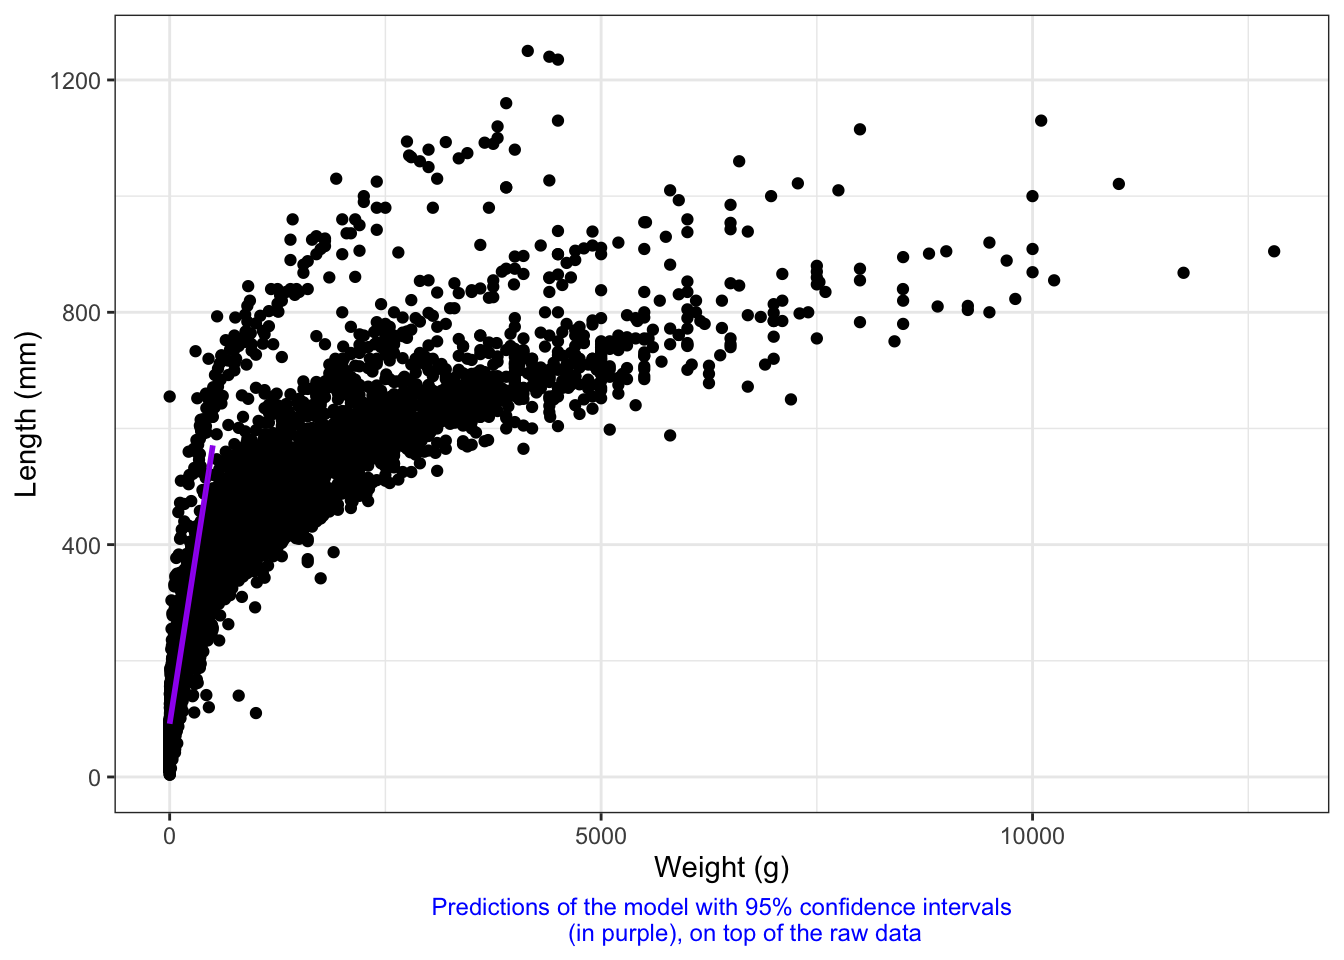 1200
800
400
0
Length (mm)
0 5000 10000
Weight (g)
Predictions of the model with 95% confidence intervals
(in purple), on top of the raw data